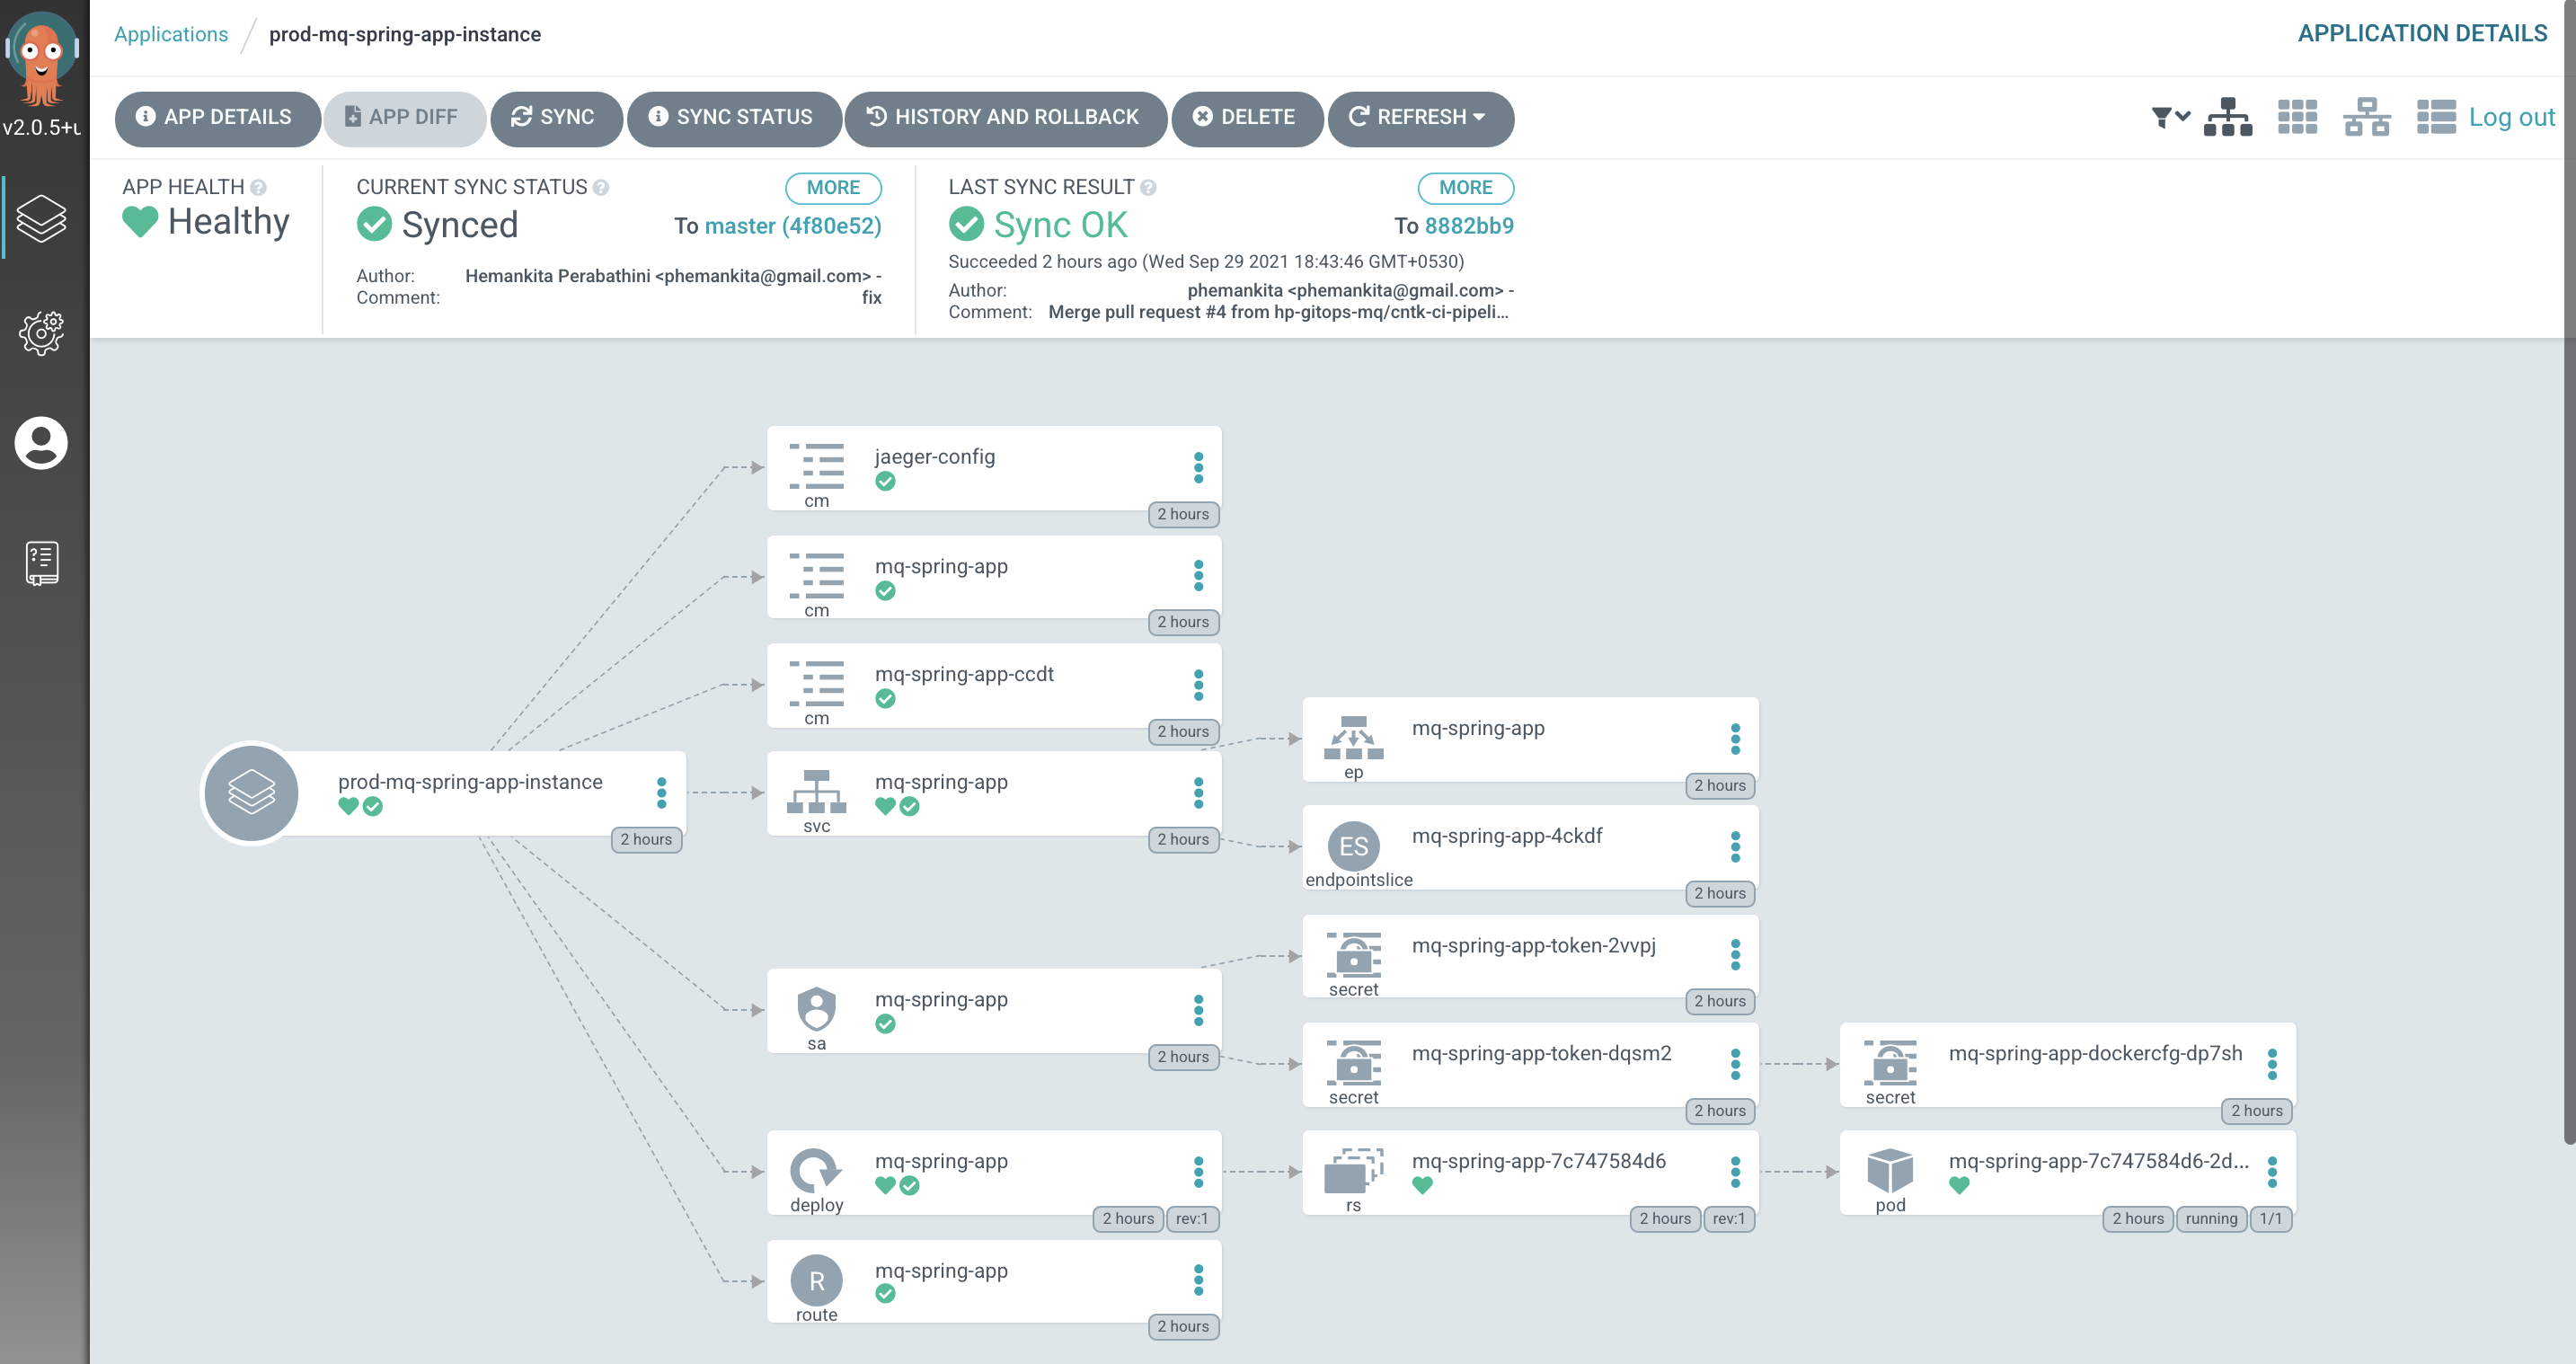 Applications / prod-mq-spring-app-instance
APPLICATION DETAILS
v2.0.5+u
APP DETAILS
APP DIFF
SYNC
SYNC STATUS
HISTORY AND ROLLBACK
DELETE
REFRESH
Log out
APP HEALTH
Healthy
CURRENT SYNC STATUS
MORE
Synced
To master (4f80e52)
Author: Hemankita Perabathini <phemankita@gmail.com> -
Comment: fix
LAST SYNC RESULT
MORE
Sync OK
To 8882bb9
Succeeded 2 hours ago (Wed Sep 29 2021 18:43:46 GMT+0530)
Author: phemankita <phemankita@gmail.com> -
Comment: Merge pull request #4 from hp-gitops-mq/cntk-ci-pipeli...
prod-mq-spring-app-instance
2 hours
jaeger-config
cm
2 hours
mq-spring-app
cm
2 hours
mq-spring-app-ccdt
cm
2 hours
mq-spring-app
svc
2 hours
mq-spring-app
ep
2 hours
ES
mq-spring-app-4ckdf
endpointslice
2 hours
mq-spring-app
sa
2 hours
mq-spring-app-token-2vvpj
secret
2 hours
mq-spring-app-token-dqsm2
secret
2 hours
mq-spring-app-dockercfg-dp7sh
secret
2 hours
mq-spring-app
deploy
2 hours rev:1
mq-spring-app-7c747584d6
rs
2 hours rev:1
mq-spring-app-7c747584d6-2d...
pod
2 hours running 1/1
R
mq-spring-app
route
2 hours